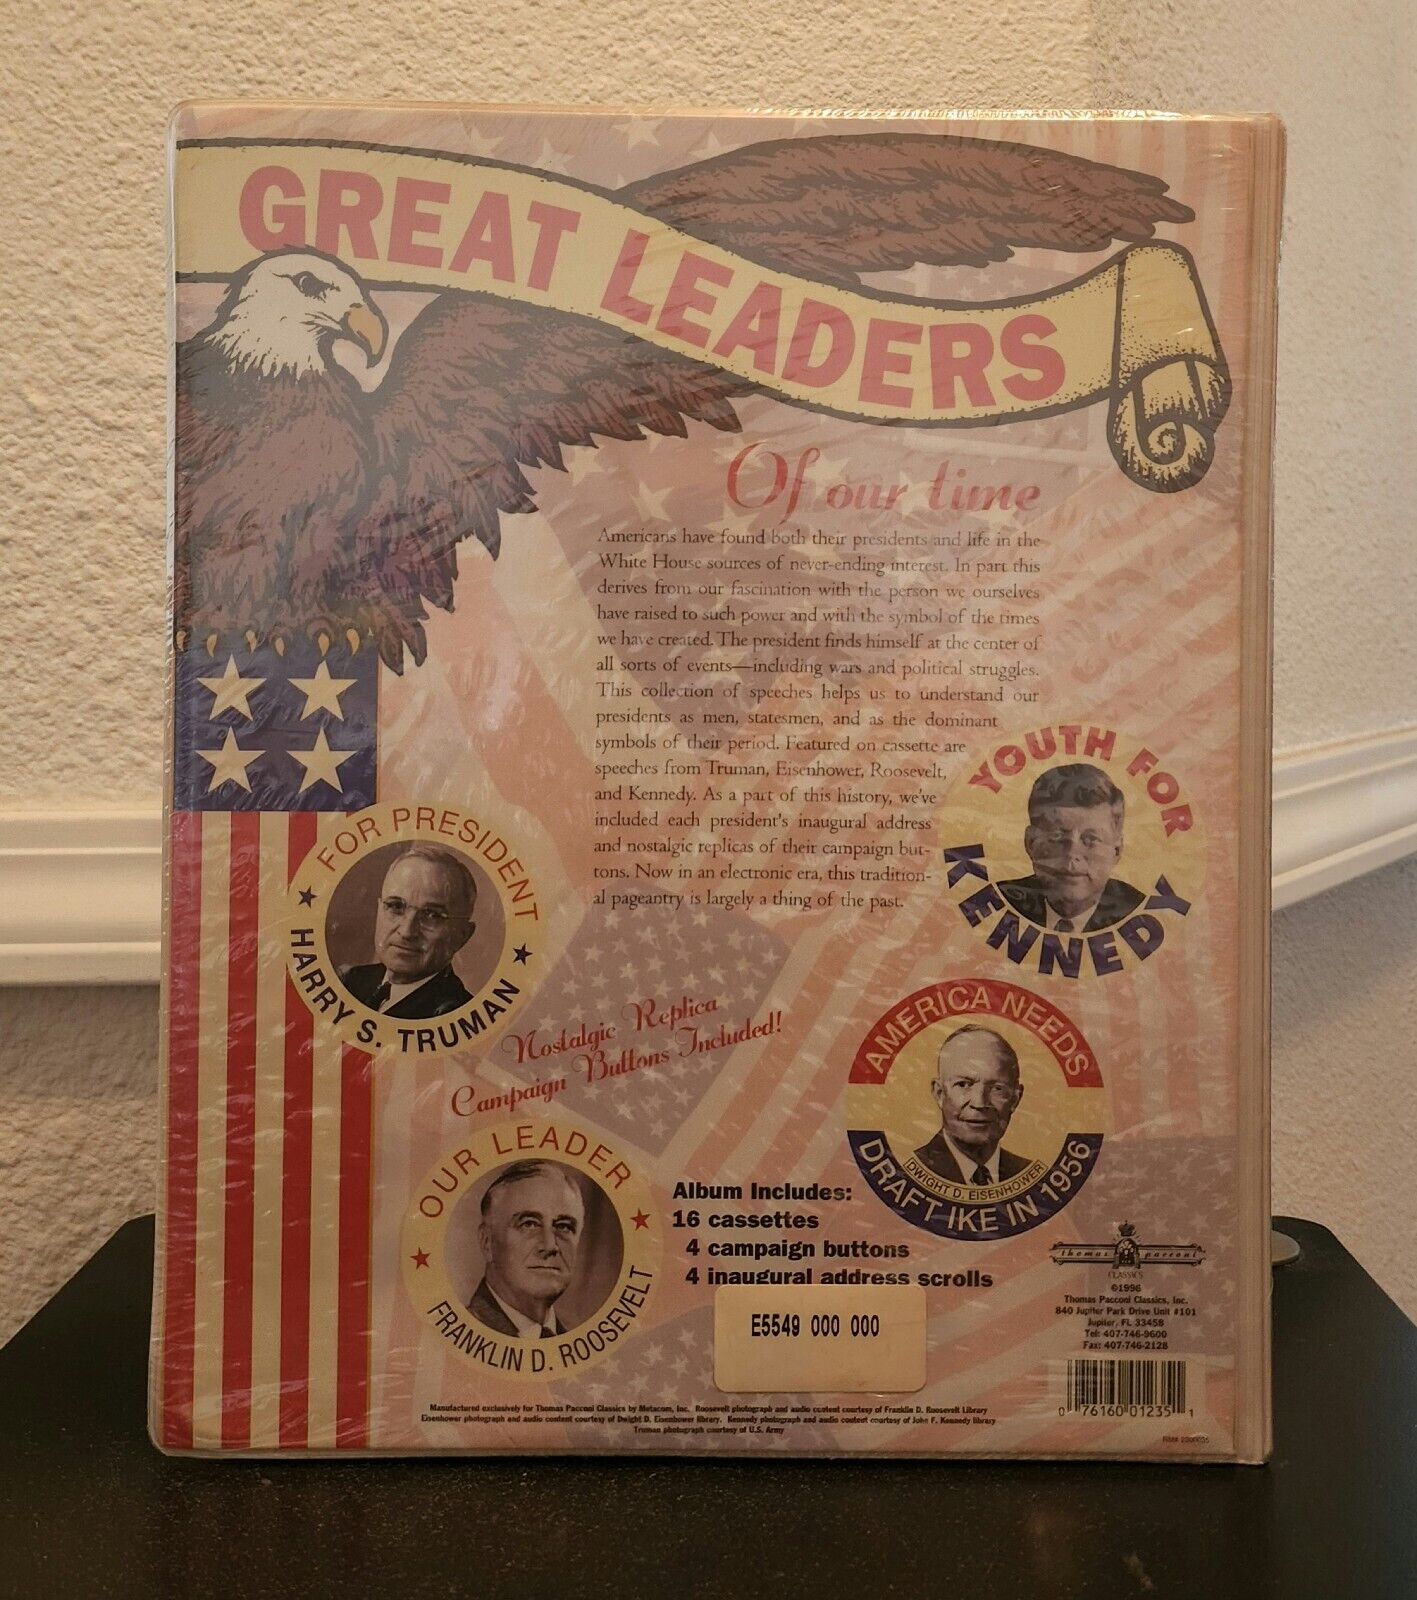 GREAT LEADERS
Of our time
Americans have found both their presidents and life in the
White House sources of never-ending interest. In part this
derives from our fascination with the person we ourselves
have raised to such power and with the symbol of the times
we have created. The president finds himself at the center of
all sorts of events—including wars and political struggles.
This collection of speeches helps us to understand our
presidents as men, statesmen, and as the dominant
symbols of their period. Featured on cassette are
speeches from Truman, Eisenhower, Roosevelt,
and Kennedy. As a part of this history, we've
included each president's inaugural address
and nostalgic replicas of their campaign but-
tons. Now in an electronic era, this tradition-
al pageantry is largely a thing of the past.
YOUTH FOR
KENNEDY
FOR PRESIDENT
HARRY S. TRUMAN
Nostalgic Replica
Campaign Buttons Included!
AMERICA NEEDS
DWIGHT D. EISENHOWER
DRAFT IKE IN 1956
OUR LEADER
FRANKLIN D. ROOSEVELT
Album Includes:
16 cassettes
4 campaign buttons
4 inaugural address scrolls
E5549 000 000
thomas pacconi
CLASSICS
©1996
Thomas Pacconi Classics, Inc.
840 Jupiter Park Drive Unit #101
Jupiter, FL 33458
Tel: 407-746-9600
Fax: 407-746-2128
0 76160 01235 1
Manufactured exclusively for Thomas Pacconi Classics by Metacom, Inc. Roosevelt photograph and audio content courtesy of Franklin D. Roosevelt Library
Eisenhower photograph and audio content courtesy of Dwight D. Eisenhower library. Kennedy photograph and audio content courtesy of John F. Kennedy library
Truman photograph courtesy of U.S. Army